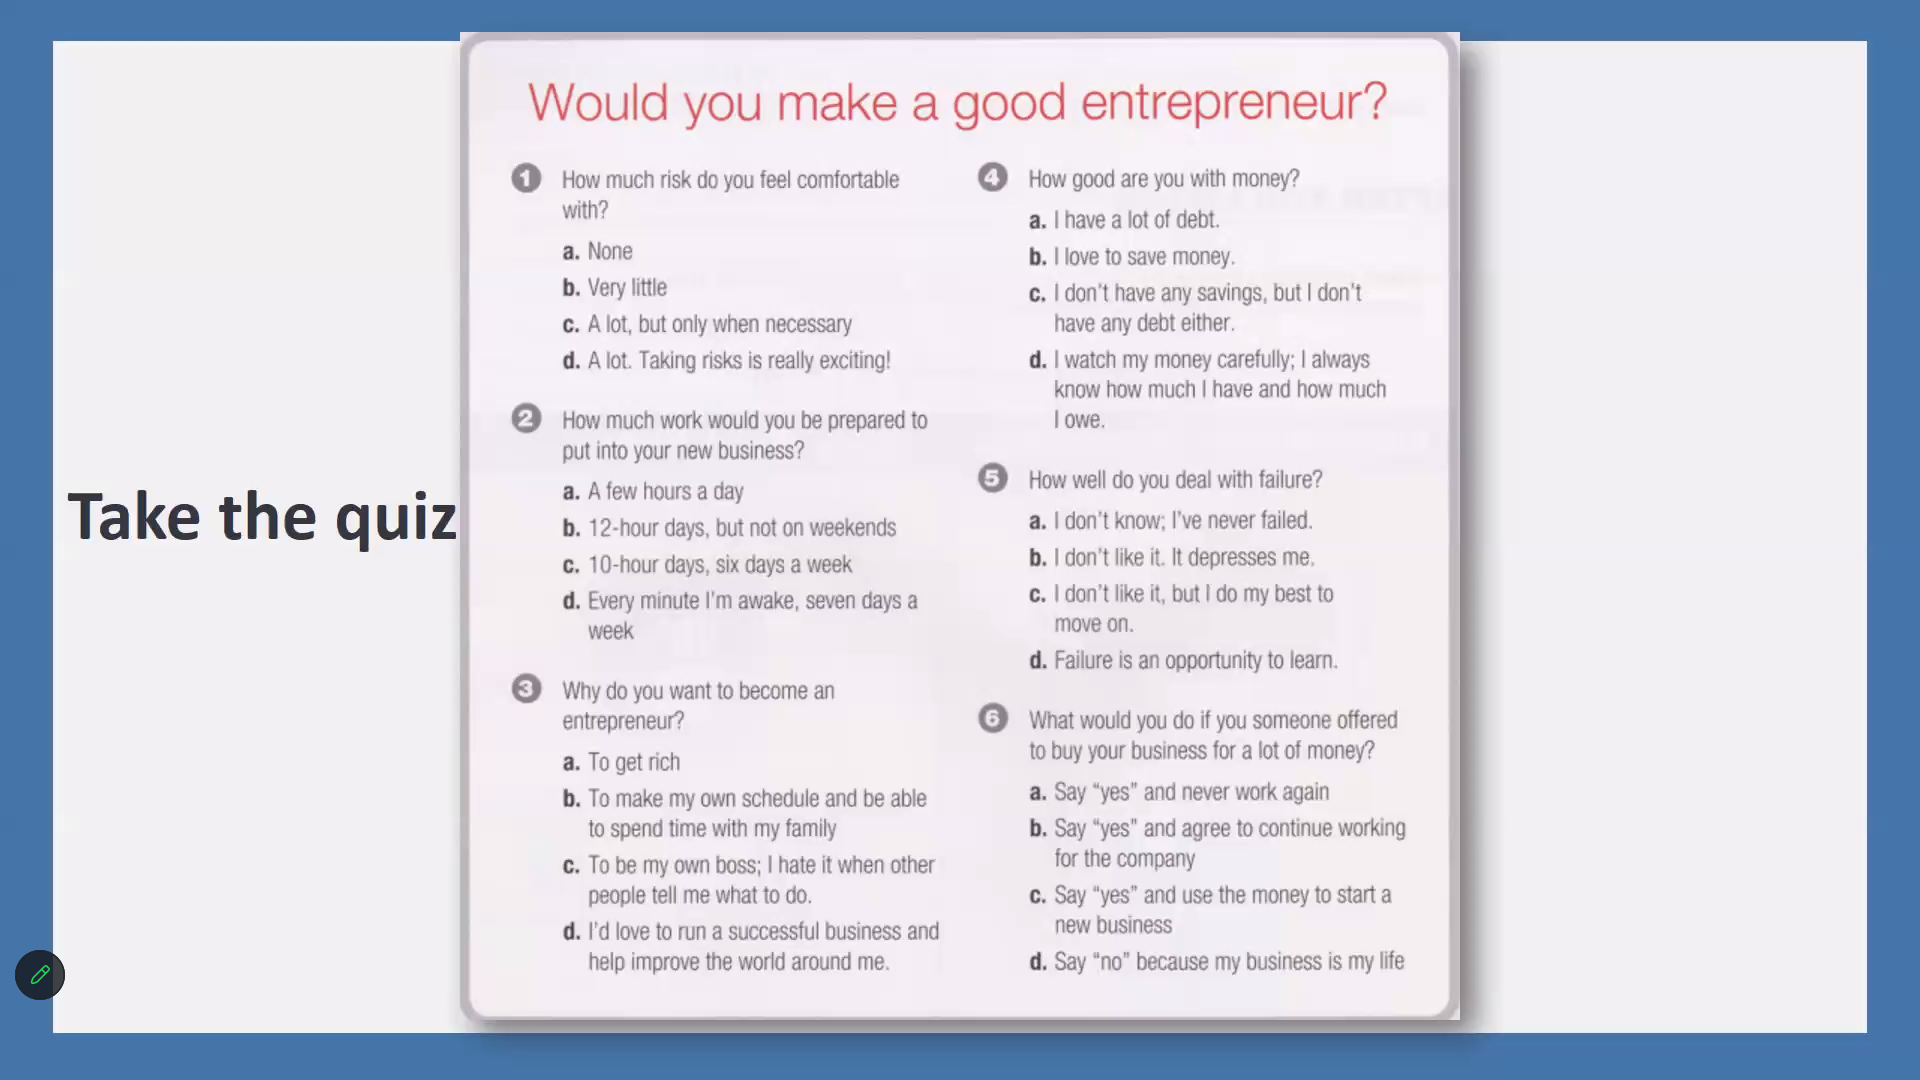 Take the quiz
Would you make a good entrepreneur?
1 How much risk do you feel comfortable
with?
a. None
b. Very little
c. A lot, but only when necessary
d. A lot. Taking risks is really exciting!
2 How much work would you be prepared to
put into your new business?
a. A few hours a day
b. 12-hour days, but not on weekends
c. 10-hour days, six days a week
d. Every minute I'm awake, seven days a
week
3 Why do you want to become an
entrepreneur?
a. To get rich
b. To make my own schedule and be able
to spend time with my family
c. To be my own boss; I hate it when other
people tell me what to do.
d. I'd love to run a successful business and
help improve the world around me.
4 How good are you with money?
a. I have a lot of debt.
b. I love to save money.
c. I don't have any savings, but I don't
have any debt either.
d. I watch my money carefully; I always
know how much I have and how much
I owe.
5 How well do you deal with failure?
a. I don't know; I've never failed.
b. I don't like it. It depresses me.
c. I don't like it, but I do my best to
move on.
d. Failure is an opportunity to learn.
6 What would you do if you someone offered
to buy your business for a lot of money?
a. Say “yes” and never work again
b. Say “yes” and agree to continue working
for the company
c. Say “yes” and use the money to start a
new business
d. Say “no” because my business is my life